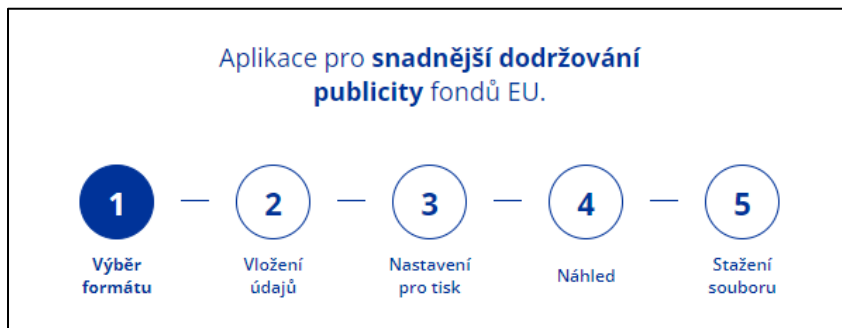 Aplikace pro snadnější dodržování
publicity fondů EU.
1 — 2 — 3 — 4 — 5
Výběr
formátu
Vložení
údajů
Nastavení
pro tisk
Náhled
Stažení
souboru